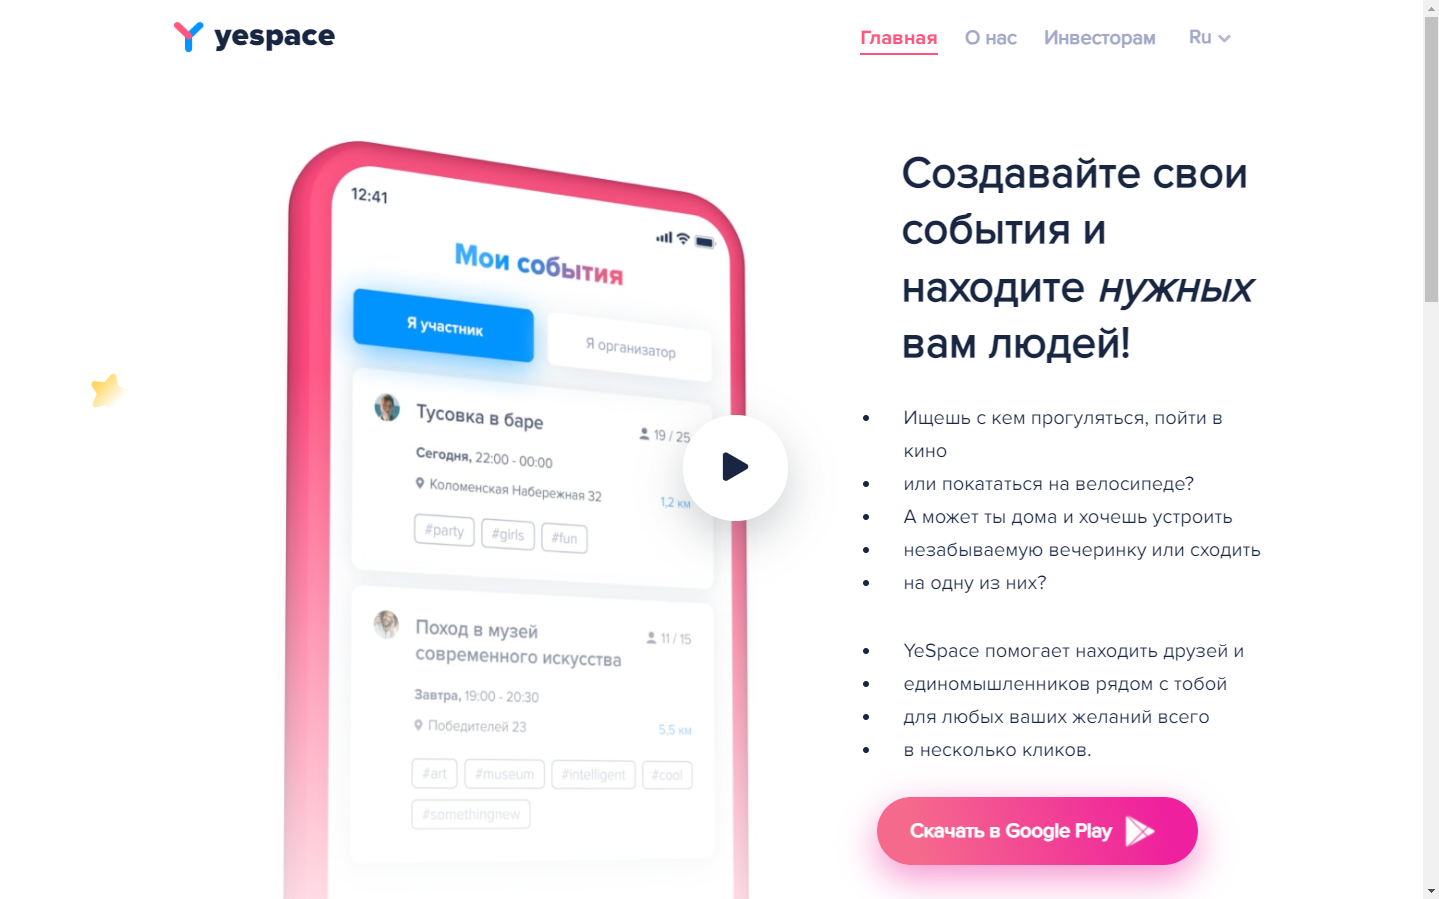 yespace
Главная О нас Инвесторам Ru
12:41
Мои события
Я участник
Я организатор
Тусовка в баре
19 / 25
Сегодня, 22:00 - 00:00
Коломенская Набережная 32
1,2 км
#party #girls #fun
Поход в музей
современного искусства
11 / 15
Завтра, 19:00 - 20:30
Победителей 23
5,5 км
#art #museum #intelligent #cool
#somethingnew
Создавайте свои
события и
находите нужных
вам людей!
Ищешь с кем прогуляться, пойти в
кино
или покататься на велосипеде?
А может ты дома и хочешь устроить
незабываемую вечеринку или сходить
на одну из них?
YeSpace помогает находить друзей и
единомышленников рядом с тобой
для любых ваших желаний всего
в несколько кликов.
Скачать в Google Play